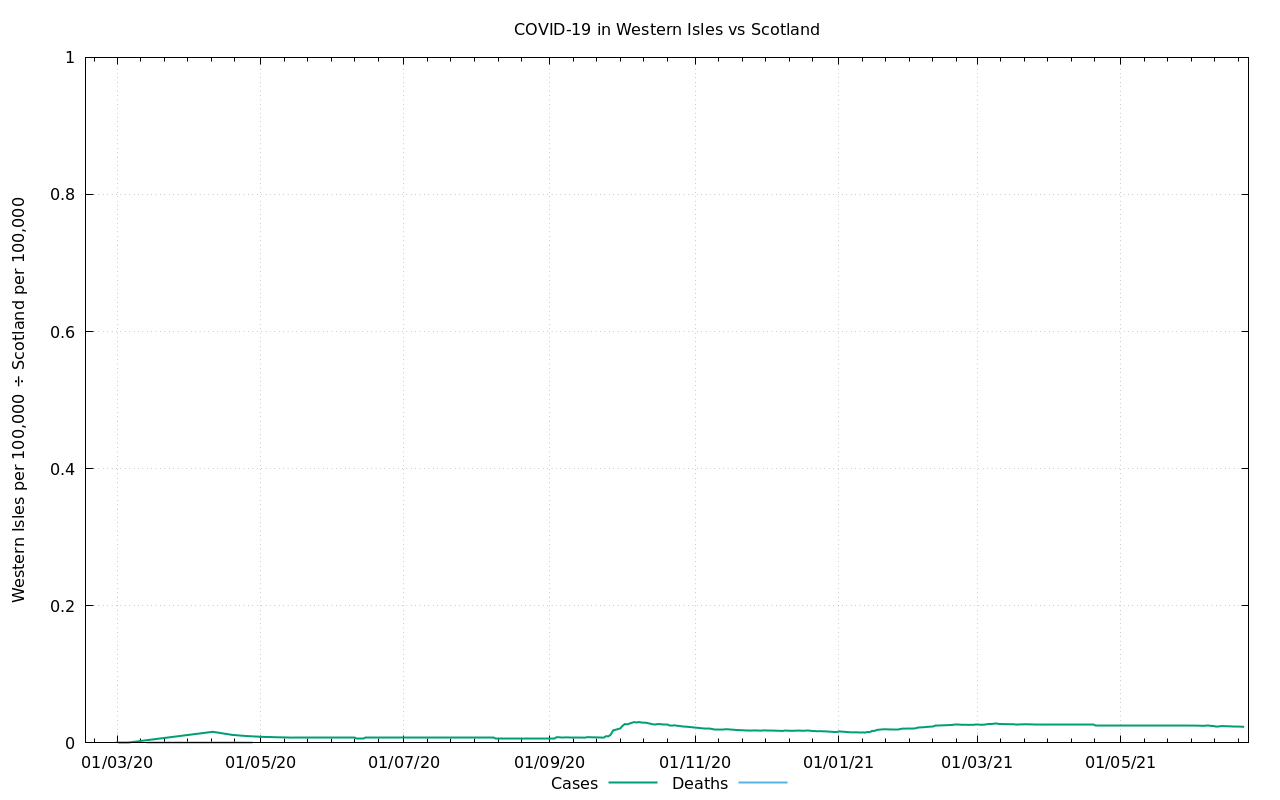 COVID-19 in Western Isles vs Scotland
Western Isles per 100,000 ÷ Scotland per 100,000
1
0.8
0.6
0.4
0.2
0
01/03/20 01/05/20 01/07/20 01/09/20 01/11/20 01/01/21 01/03/21 01/05/21
Cases Deaths